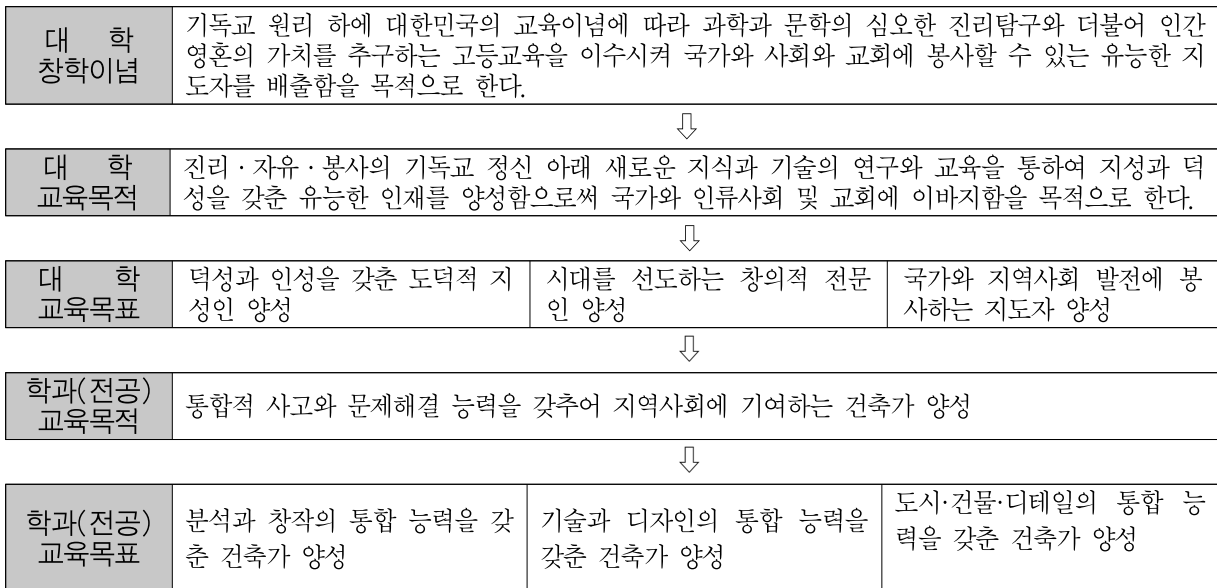 대 학
창학이념
기독교 원리 하에 대한민국의 교육이념에 따라 과학과 문학의 심오한 진리탐구와 더불어 인간
영혼의 가치를 추구하는 고등교육을 이수시켜 국가와 사회와 교회에 봉사할 수 있는 유능한 지
도자를 배출함을 목적으로 한다.
대 학
교육목적
진리·자유·봉사의 기독교 정신 아래 새로운 지식과 기술의 연구와 교육을 통하여 지성과 덕
성을 갖춘 유능한 인재를 양성함으로써 국가와 인류사회 및 교회에 이바지함을 목적으로 한다.
대 학
교육목표
덕성과 인성을 갖춘 도덕적 지
성인 양성
시대를 선도하는 창의적 전문
인 양성
국가와 지역사회 발전에 봉
사하는 지도자 양성
학과(전공)
교육목적
통합적 사고와 문제해결 능력을 갖추어 지역사회에 기여하는 건축가 양성
학과(전공)
교육목표
분석과 창작의 통합 능력을 갖
춘 건축가 양성
기술과 디자인의 통합 능력을
갖춘 건축가 양성
도시·건물·디테일의 통합 능
력을 갖춘 건축가 양성